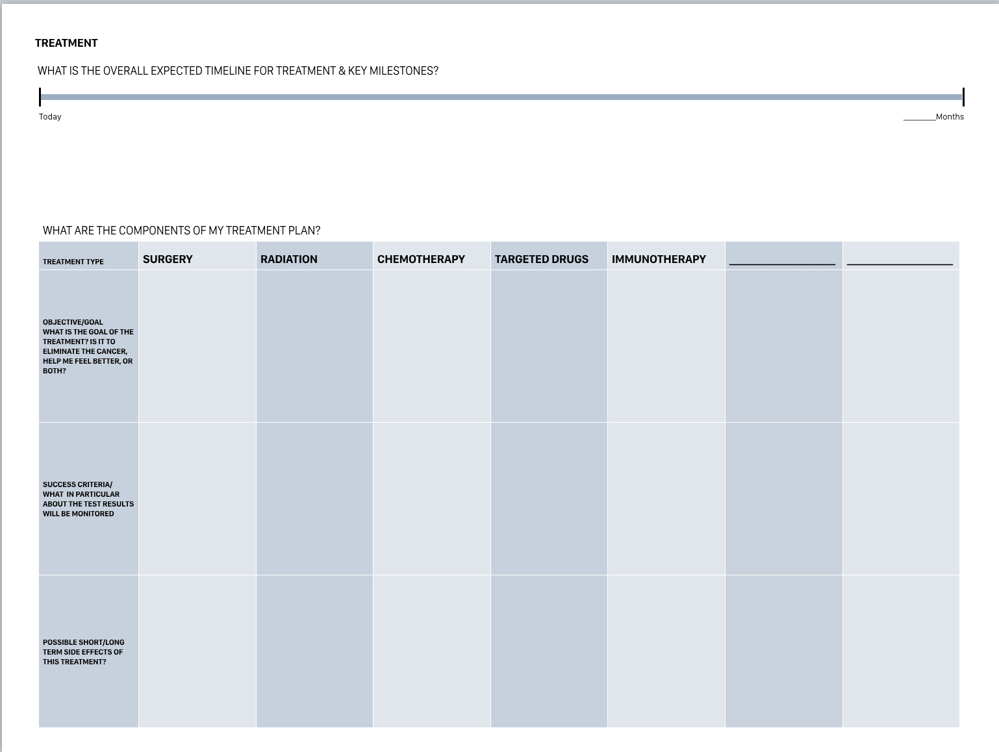 TREATMENT
WHAT IS THE OVERALL EXPECTED TIMELINE FOR TREATMENT & KEY MILESTONES?
Today
________Months
WHAT ARE THE COMPONENTS OF MY TREATMENT PLAN?
TREATMENT TYPE
SURGERY
RADIATION
CHEMOTHERAPY
TARGETED DRUGS
IMMUNOTHERAPY
OBJECTIVE/GOAL
WHAT IS THE GOAL OF THE
TREATMENT? IS IT TO
ELIMINATE THE CANCER,
HELP ME FEEL BETTER, OR
BOTH?
SUCCESS CRITERIA/
WHAT  IN PARTICULAR
ABOUT THE TEST RESULTS
WILL BE MONITORED
POSSIBLE SHORT/LONG
TERM SIDE EFFECTS OF
THIS TREATMENT?